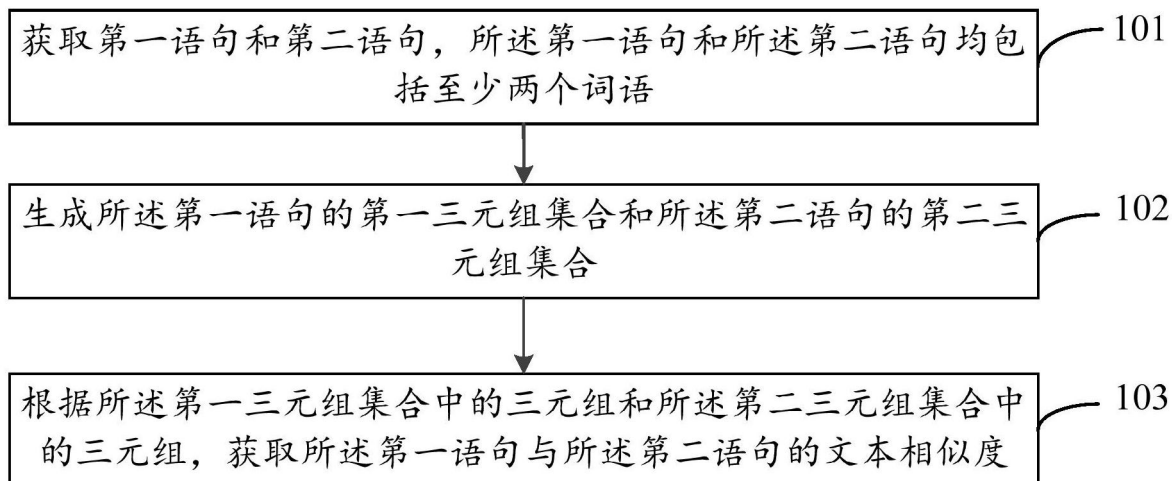 获取第一语句和第二语句，所述第一语句和所述第二语句均包
括至少两个词语
101
生成所述第一语句的第一三元组集合和所述第二语句的第二三
元组集合
102
根据所述第一三元组集合中的三元组和所述第二三元组集合中
的三元组，获取所述第一语句与所述第二语句的文本相似度
103